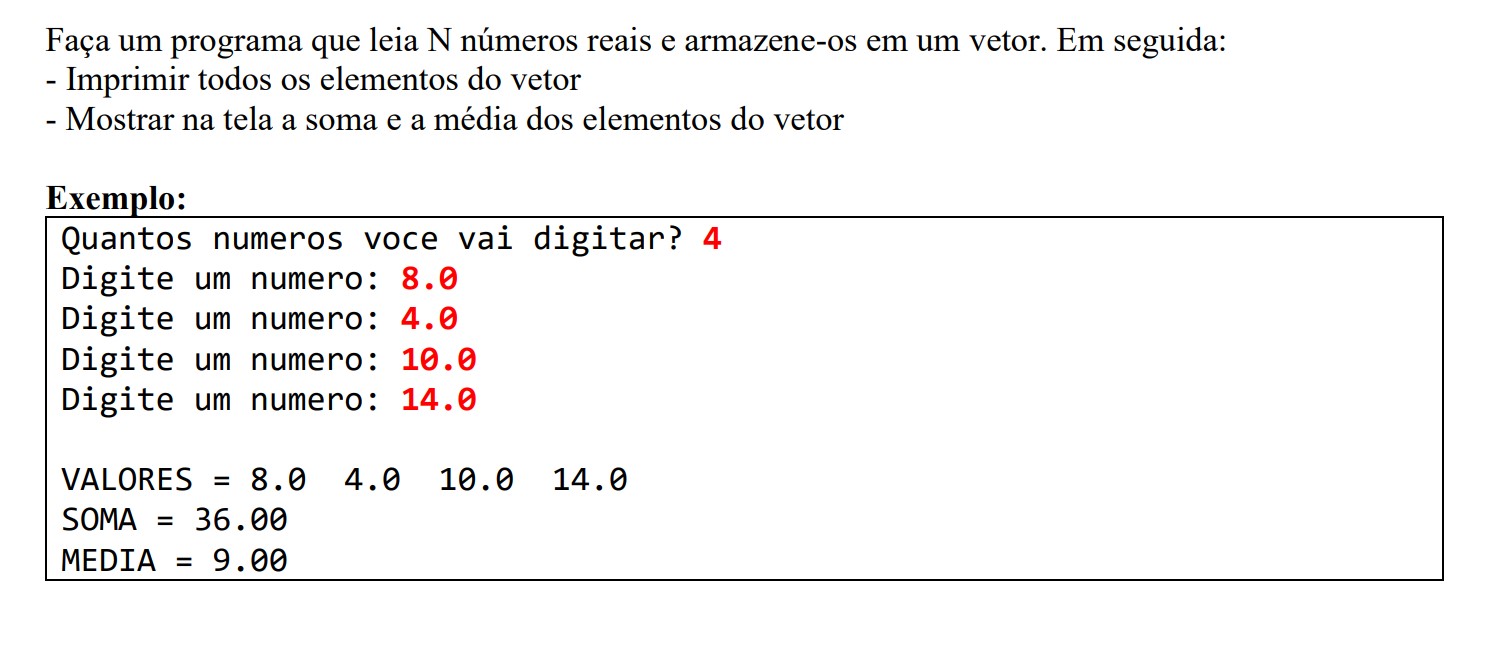 Faça um programa que leia N números reais e armazene-os em um vetor. Em seguida:
- Imprimir todos os elementos do vetor
- Mostrar na tela a soma e a média dos elementos do vetor
Exemplo:
Quantos numeros voce vai digitar? 4
Digite um numero: 8.0
Digite um numero: 4.0
Digite um numero: 10.0
Digite um numero: 14.0
VALORES = 8.0  4.0  10.0  14.0
SOMA = 36.00
MEDIA = 9.00